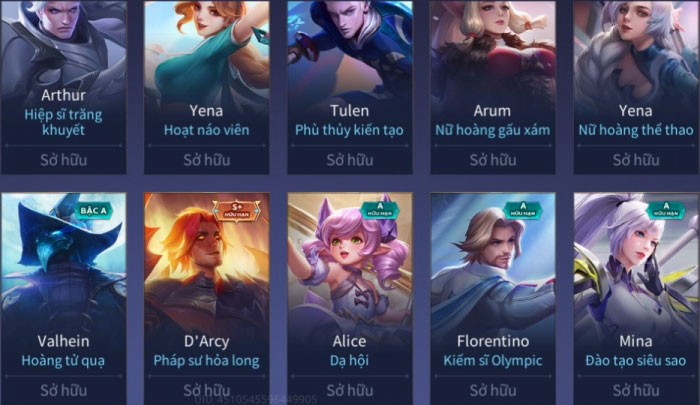 Arthur
Hiệp sĩ trăng
khuyết
Sở hữu
Yena
Hoạt náo viên
Sở hữu
Tulen
Phù thủy kiến tạo
Sở hữu
Arum
Nữ hoàng gấu xám
Sở hữu
Yena
Nữ hoàng thể thao
Sở hữu
BẬC A
Valhein
Hoàng tử quạ
Sở hữu
S+
HỮU HẠN
D'Arcy
Pháp sư hỏa long
Sở hữu
A
HỮU HẠN
Alice
Dạ hội
Sở hữu
A
HỮU HẠN
Florentino
Kiếm sĩ Olympic
Sở hữu
A
HỮU HẠN
Mina
Đào tạo siêu sao
Sở hữu
UID: 4510545596449905